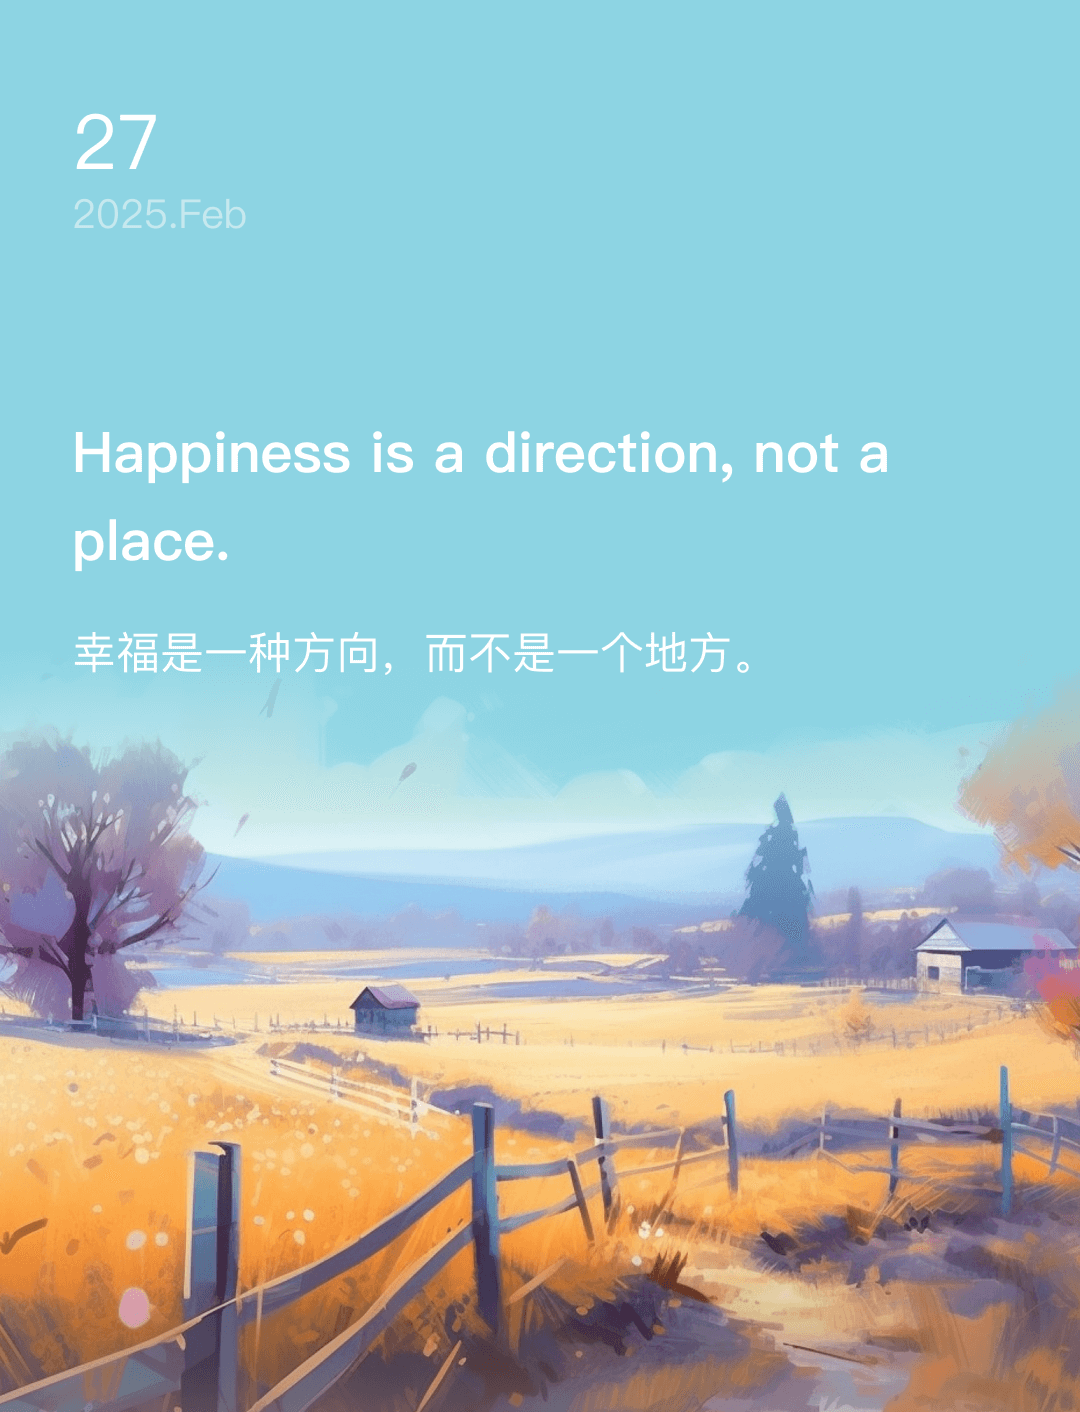 27
2025.Feb
Happiness is a direction, not a
place.
幸福是一种方向，而不是一个地方。